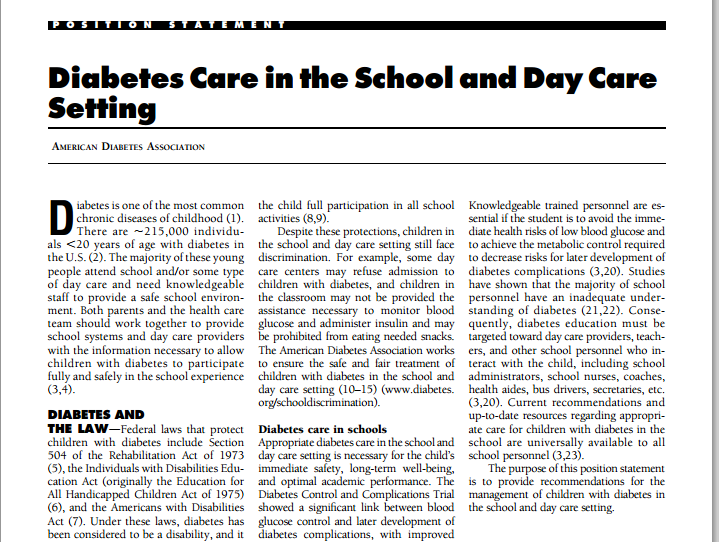 POSITION STATEMENT
Diabetes Care in the School and Day Care
Setting
AMERICAN DIABETES ASSOCIATION
Diabetes is one of the most common
chronic diseases of childhood (1).
There are ~215,000 individu-
als <20 years of age with diabetes in
the U.S. (2). The majority of these young
people attend school and/or some type
of day care and need knowledgeable
staff to provide a safe school environ-
ment. Both parents and the health care
team should work together to provide
school systems and day care providers
with the information necessary to allow
children with diabetes to participate
fully and safely in the school experience
(3,4).
DIABETES AND
THE LAW—Federal laws that protect
children with diabetes include Section
504 of the Rehabilitation Act of 1973
(5), the Individuals with Disabilities Edu-
cation Act (originally the Education for
All Handicapped Children Act of 1975)
(6), and the Americans with Disabilities
Act (7). Under these laws, diabetes has
been considered to be a disability, and it
the child full participation in all school
activities (8,9).
Despite these protections, children in
the school and day care setting still face
discrimination. For example, some day
care centers may refuse admission to
children with diabetes, and children in
the classroom may not be provided the
assistance necessary to monitor blood
glucose and administer insulin and may
be prohibited from eating needed snacks.
The American Diabetes Association works
to ensure the safe and fair treatment of
children with diabetes in the school and
day care setting (10–15) (www.diabetes.
org/schooldiscrimination).
Diabetes care in schools
Appropriate diabetes care in the school and
day care setting is necessary for the child's
immediate safety, long-term well-being,
and optimal academic performance. The
Diabetes Control and Complications Trial
showed a significant link between blood
glucose control and later development of
diabetes complications, with improved
Knowledgeable trained personnel are es-
sential if the student is to avoid the imme-
diate health risks of low blood glucose and
to achieve the metabolic control required
to decrease risks for later development of
diabetes complications (3,20). Studies
have shown that the majority of school
personnel have an inadequate under-
standing of diabetes (21,22). Conse-
quently, diabetes education must be
targeted toward day care providers, teach-
ers, and other school personnel who in-
teract with the child, including school
administrators, school nurses, coaches,
health aides, bus drivers, secretaries, etc.
(3,20). Current recommendations and
up-to-date resources regarding appropri-
ate care for children with diabetes in the
school are universally available to all
school personnel (3,23).
The purpose of this position statement
is to provide recommendations for the
management of children with diabetes in
the school and day care setting.